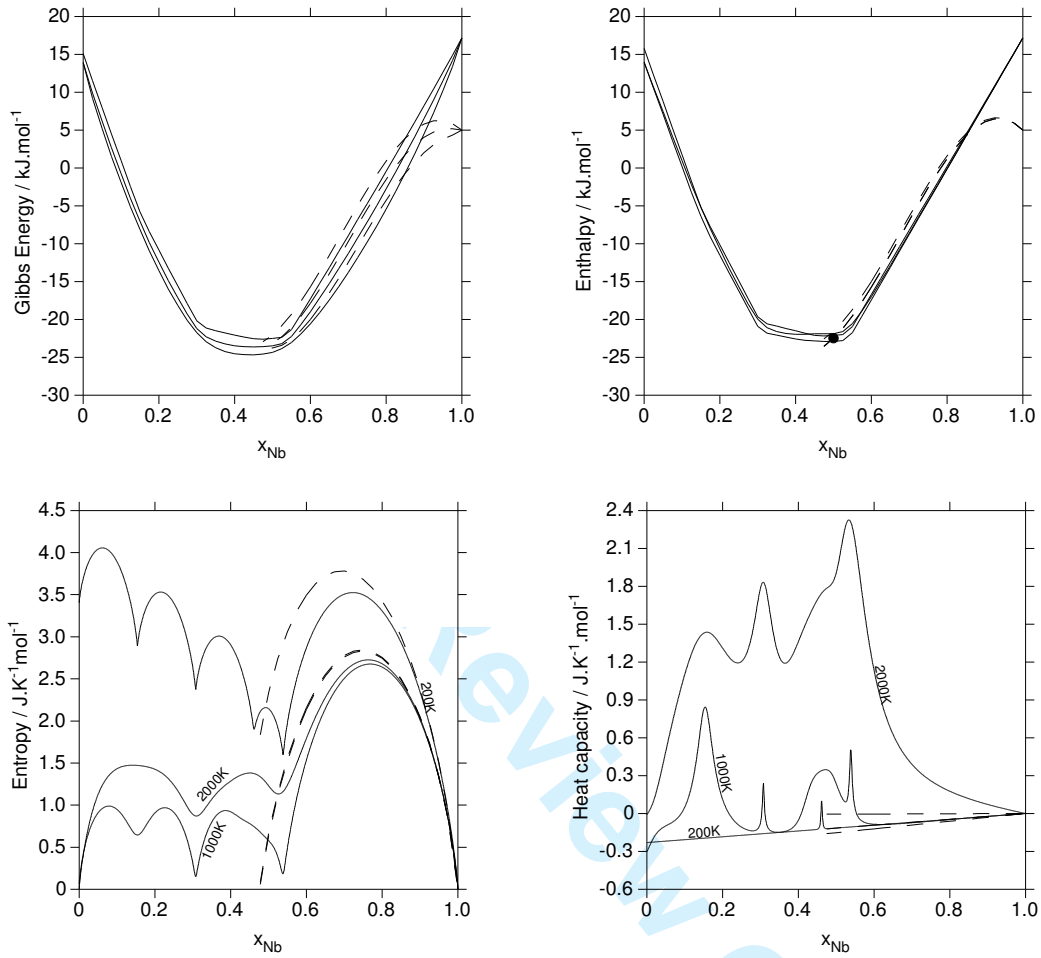 20
15
10
5
0
-5
-10
-15
-20
-25
-30
Gibbs Energy / kJ.mol-1
0 0.2 0.4 0.6 0.8 1.0
xNb
20
15
10
5
0
-5
-10
-15
-20
-25
-30
Enthalpy / kJ.mol-1
0 0.2 0.4 0.6 0.8 1.0
xNb
4.5
4.0
3.5
3.0
2.5
2.0
1.5
1.0
0.5
0
Entropy / J.K-1mol-1
200K
2000K
1000K
0 0.2 0.4 0.6 0.8 1.0
xNb
2.4
2.1
1.8
1.5
1.2
0.9
0.6
0.3
0
-0.3
-0.6
Heat capacity / J.K-1.mol-1
2000K
1000K
200K
0 0.2 0.4 0.6 0.8 1.0
xNb